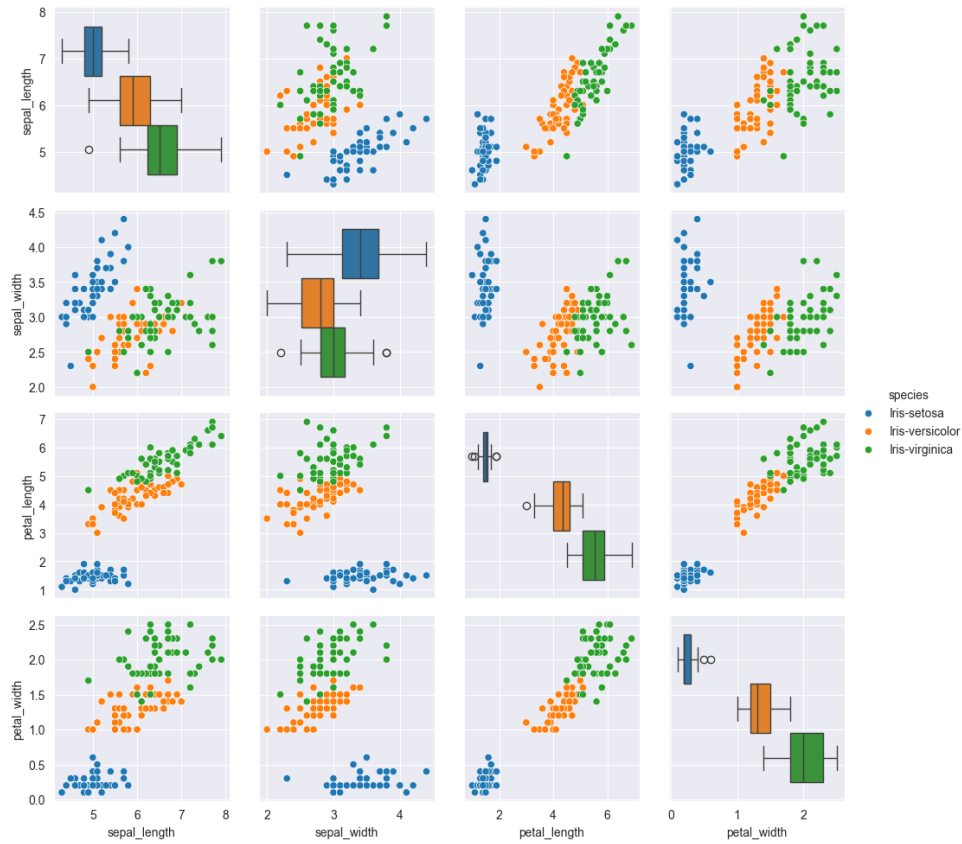 8
7
6
5
sepal_length
4.5
4.0
3.5
3.0
2.5
2.0
sepal_width
species
Iris-setosa
Iris-versicolor
Iris-virginica
7
6
5
4
3
2
1
petal_length
2.5
2.0
1.5
1.0
0.5
0.0
petal_width
5 6 7 8
sepal_length
2 3 4
sepal_width
2 4 6
petal_length
0 1 2
petal_width